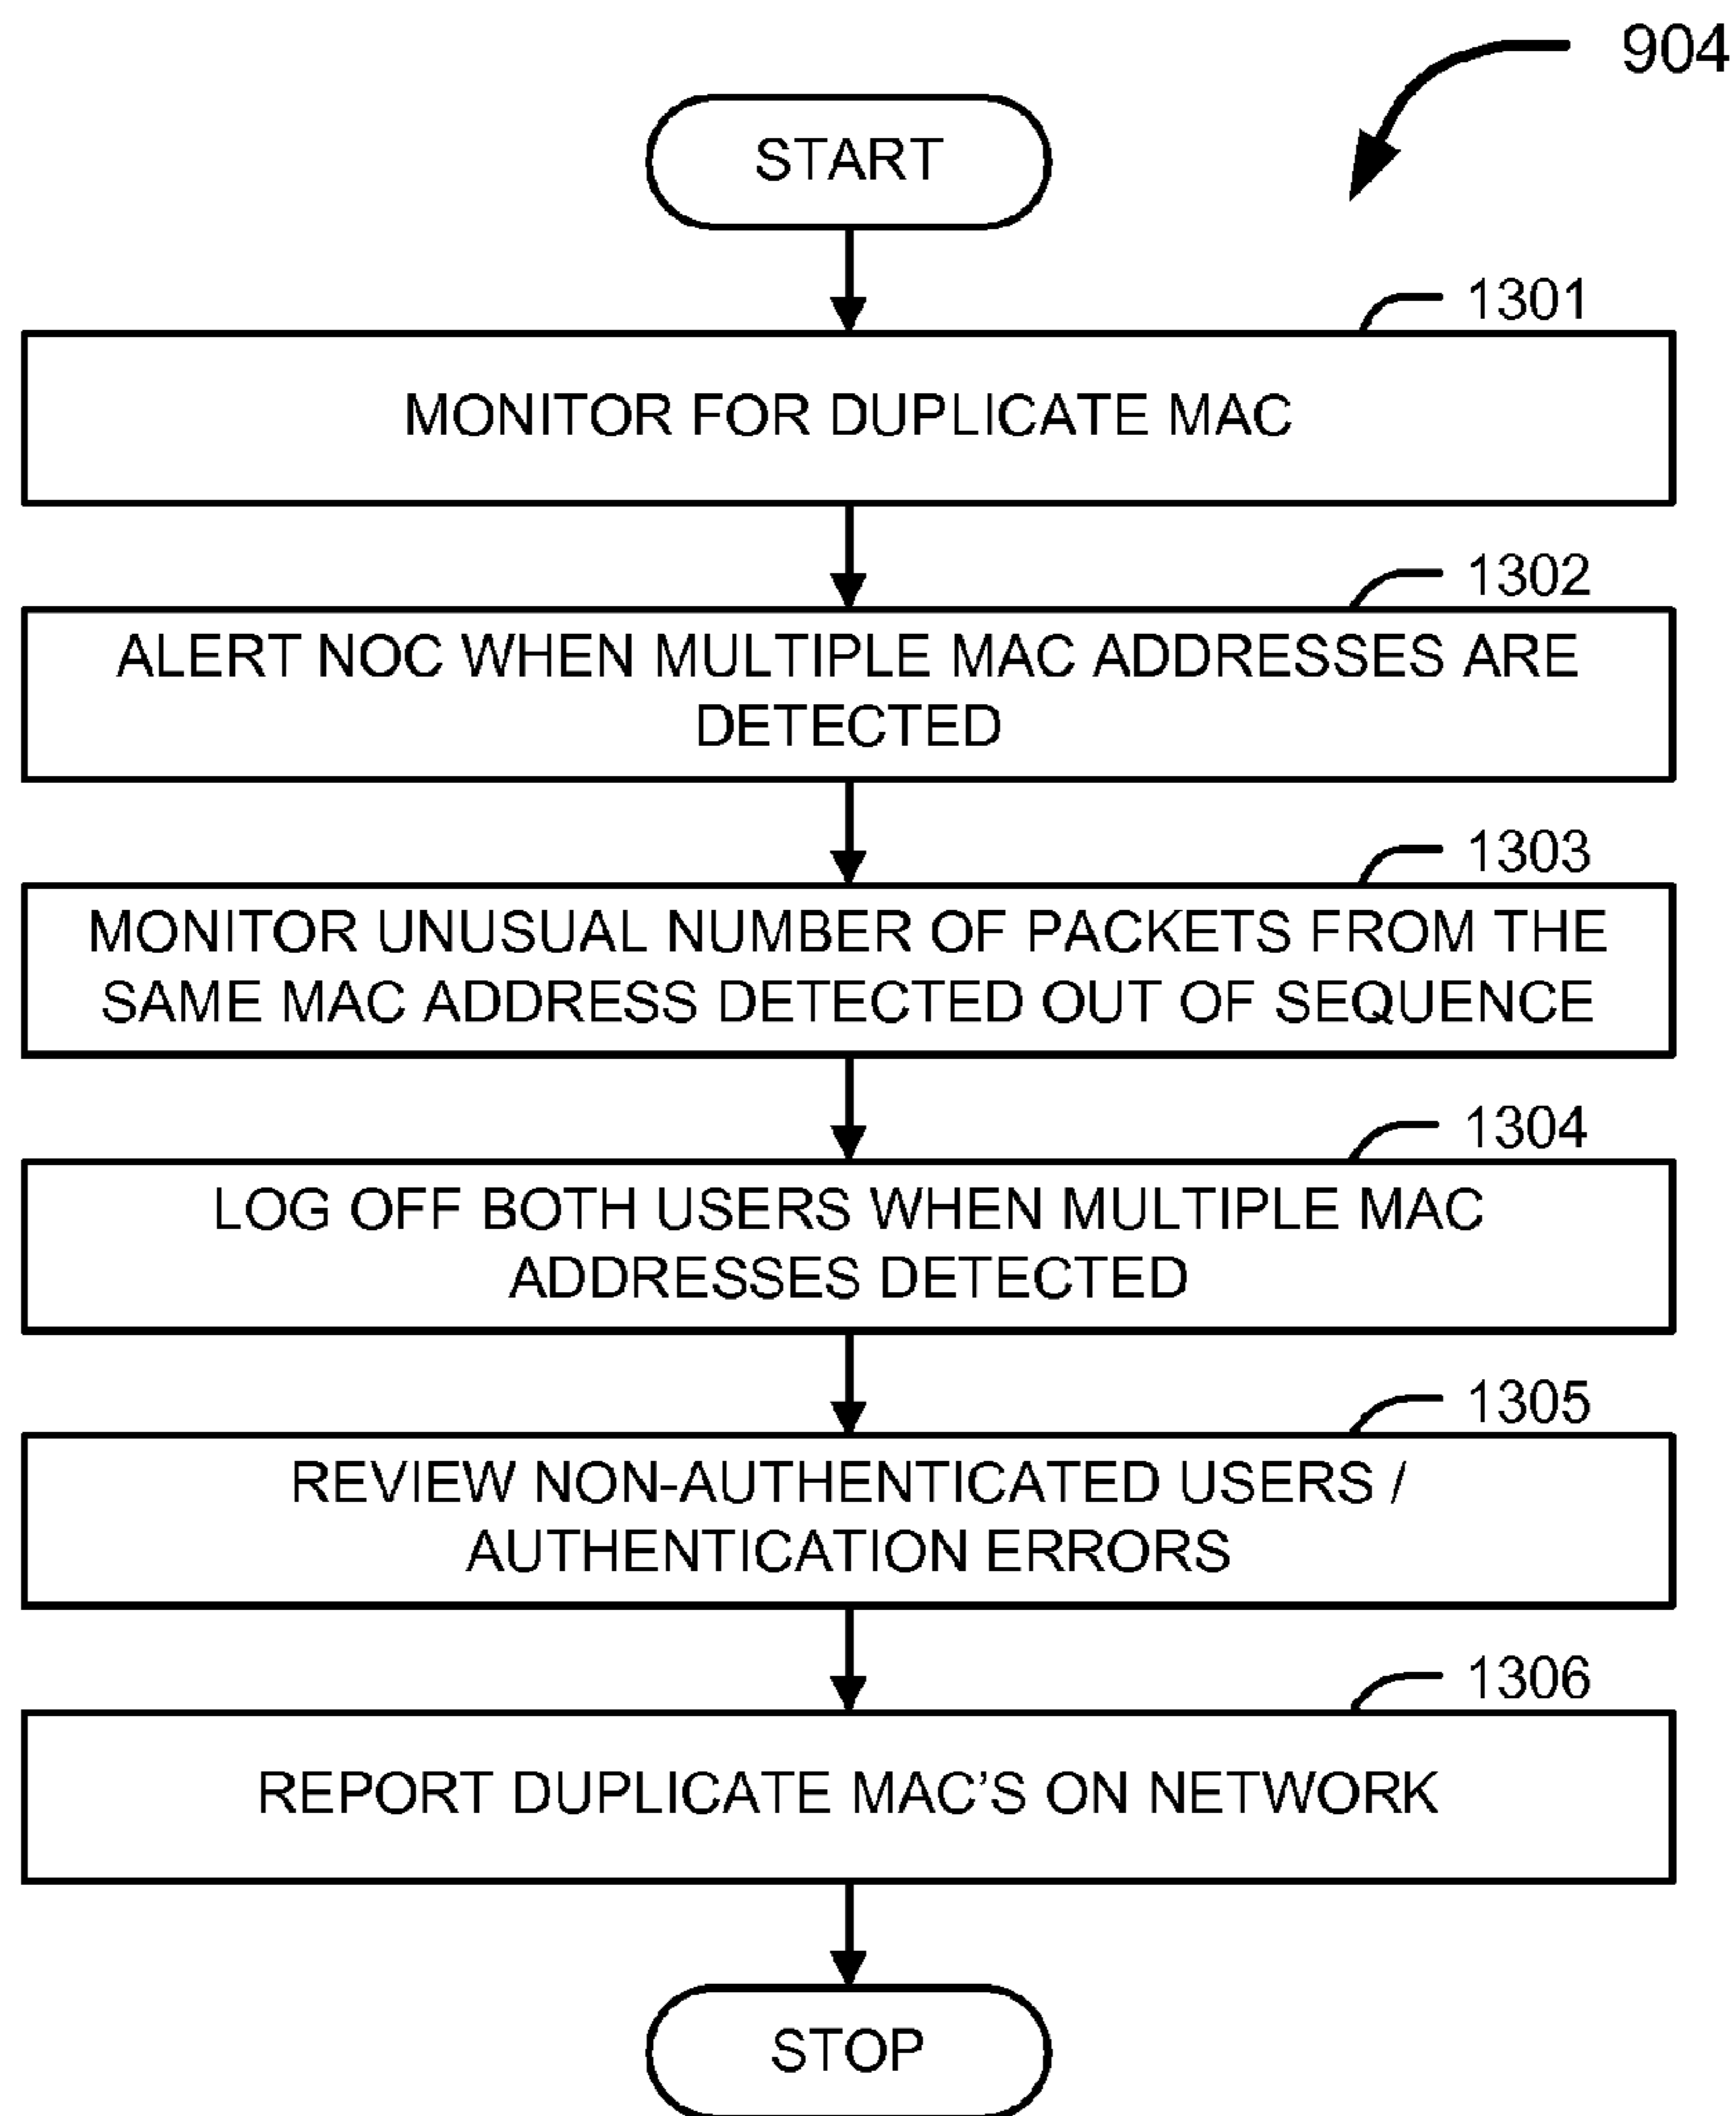 904
START
1301
MONITOR FOR DUPLICATE MAC
1302
ALERT NOC WHEN MULTIPLE MAC ADDRESSES ARE
DETECTED
1303
MONITOR UNUSUAL NUMBER OF PACKETS FROM THE
SAME MAC ADDRESS DETECTED OUT OF SEQUENCE
1304
LOG OFF BOTH USERS WHEN MULTIPLE MAC
ADDRESSES DETECTED
1305
REVIEW NON-AUTHENTICATED USERS /
AUTHENTICATION ERRORS
1306
REPORT DUPLICATE MAC’S ON NETWORK
STOP